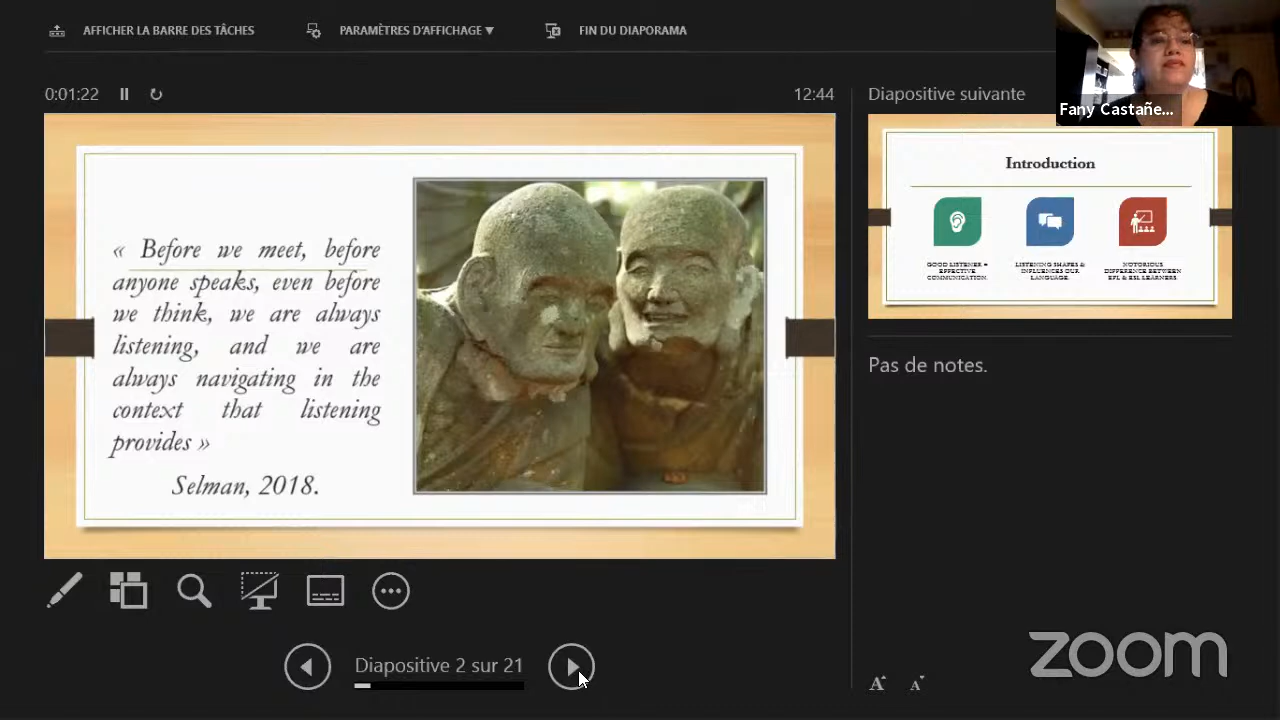 AFFICHER LA BARRE DES TÂCHES
PARAMÈTRES D'AFFICHAGE ▼
FIN DU DIAPORAMA
0:01:22
12:44
Diapositive suivante
Fany Castañe...
« Before we meet, before
anyone speaks, even before
we think, we are always
listening, and we are
always navigating in the
context that listening
provides »
Selman, 2018.
Introduction
GOOD LISTENER =
EFFECTIVE
COMMUNICATION.
LISTENING SHAPES &
INFLUENCES OUR
LANGUAGE.
NOTORIOUS
DIFFERENCE BETWEEN
EFL & ESL LEARNERS
Pas de notes.
Diapositive 2 sur 21
A A
zoom